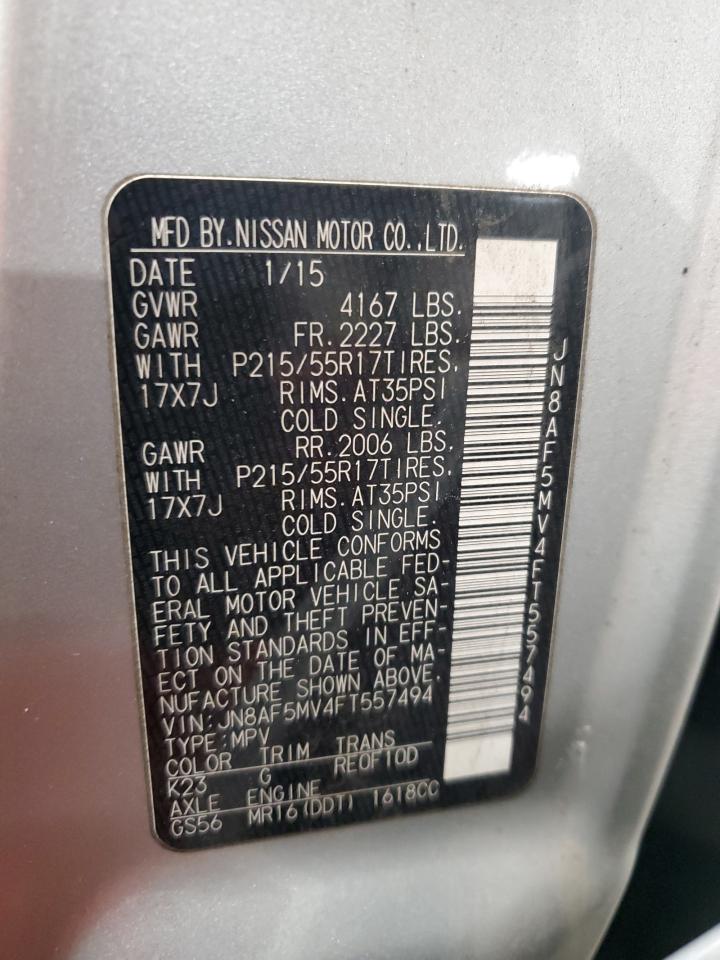 MFD BY.NISSAN MOTOR CO.,LTD.
DATE 1/15
GVWR 4167 LBS.
GAWR FR.2227 LBS.
WITH P215/55R17TIRES,
17X7J RIMS.AT35PSI
COLD SINGLE.
GAWR RR.2006 LBS.
WITH P215/55R17TIRES,
17X7J RIMS.AT35PSI
COLD SINGLE.
THIS VEHICLE CONFORMS
TO ALL APPLICABLE FED-
ERAL MOTOR VEHICLE SA-
FETY AND THEFT PREVEN-
TION STANDARDS IN EFF-
ECT ON THE DATE OF MA-
NUFACTURE SHOWN ABOVE.
VIN:JN8AF5MV4FT557494
TYPE:MPV
COLOR TRIM TRANS
K23 G RE0F10D
AXLE ENGINE
GS56 MR16(DDT) 1618CC
JN8AF5MV4FT557494